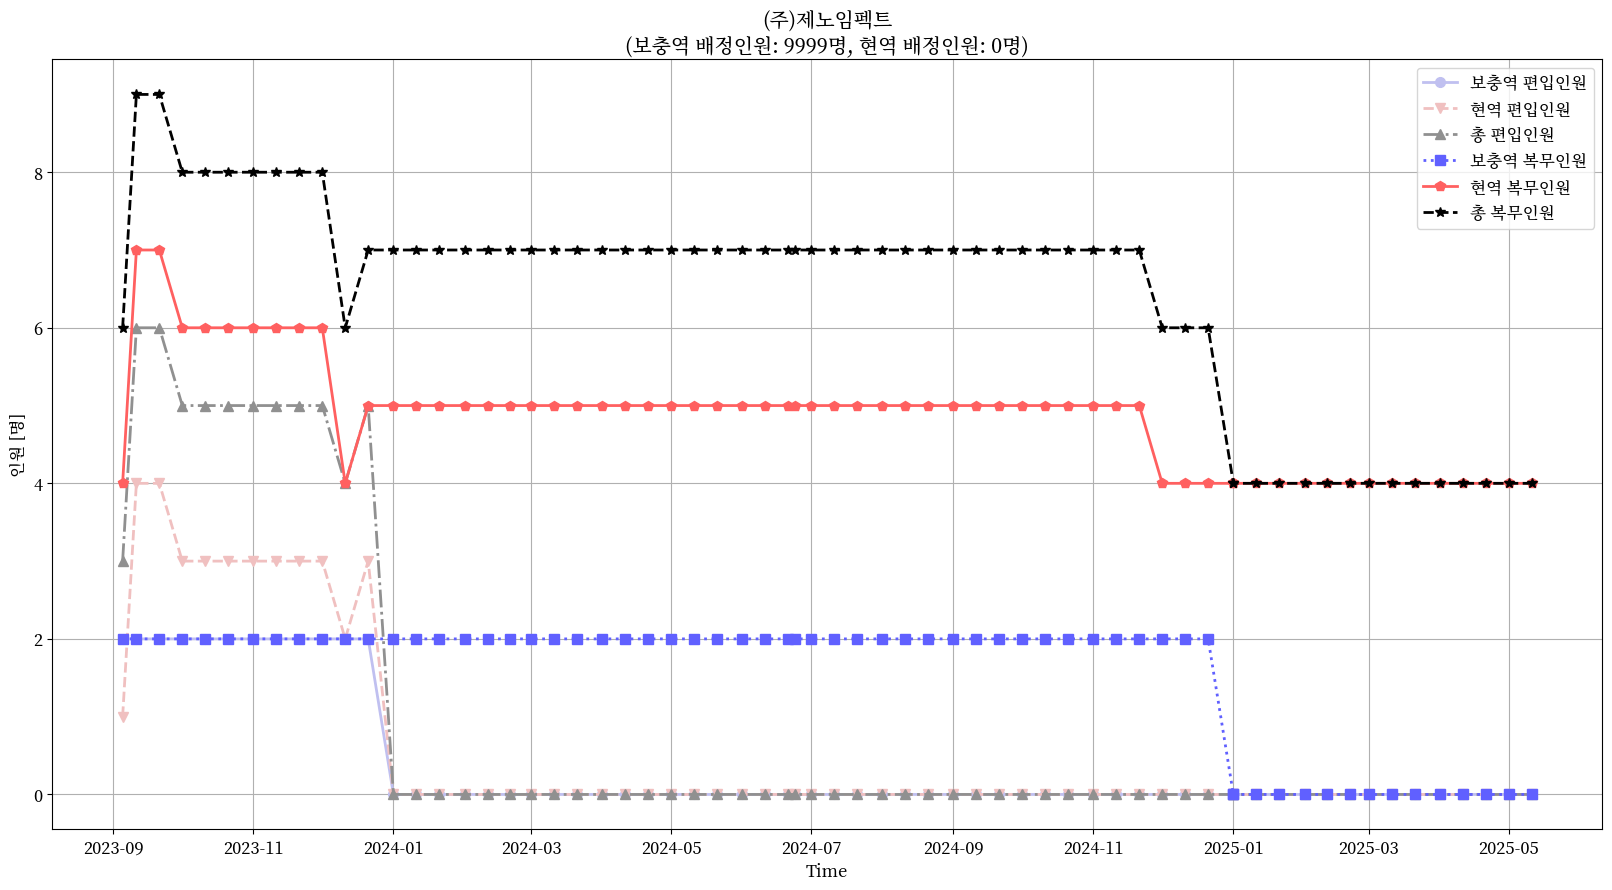 (주)제노임펙트
(보충역 배정인원: 9999명, 현역 배정인원: 0명)
보충역 편입인원
현역 편입인원
총 편입인원
보충역 복무인원
현역 복무인원
총 복무인원
인원 [명]
8
6
4
2
0
2023-09
2023-11
2024-01
2024-03
2024-05
2024-07
2024-09
2024-11
2025-01
2025-03
2025-05
Time